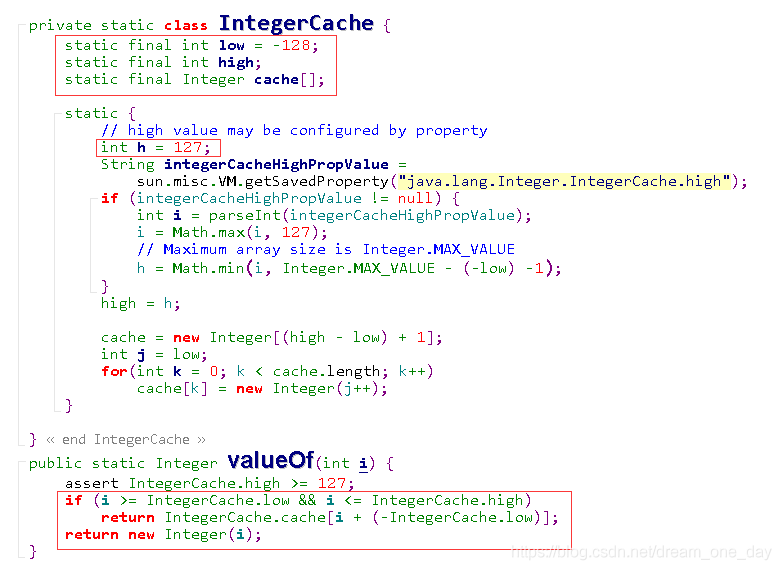 private static class IntegerCache {
static final int low = -128;
static final int high;
static final Integer cache[];
static {
// high value may be configured by property
int h = 127;
String integerCacheHighPropValue =
sun.misc.VM.getSavedProperty("java.lang.Integer.IntegerCache.high");
if (integerCacheHighPropValue != null) {
int i = parseInt(integerCacheHighPropValue);
i = Math.max(i, 127);
// Maximum array size is Integer.MAX_VALUE
h = Math.min(i, Integer.MAX_VALUE - (-low) -1);
}
high = h;
cache = new Integer[(high - low) + 1];
int j = low;
for(int k = 0; k < cache.length; k++)
cache[k] = new Integer(j++);
}
} « end IntegerCache »
public static Integer valueOf(int i) {
assert IntegerCache.high >= 127;
if (i >= IntegerCache.low && i <= IntegerCache.high)
return IntegerCache.cache[i + (-IntegerCache.low)];
return new Integer(i);
}
https://blog.csdn.net/dream_one_day